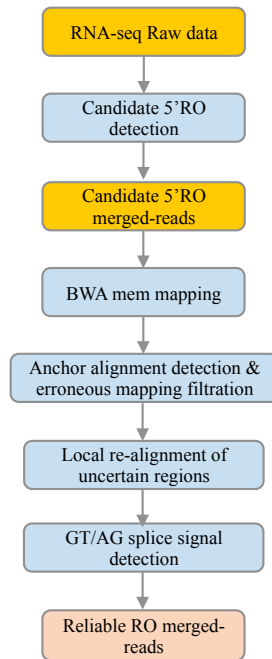 RNA-seq Raw data
Candidate 5'RO
detection
Candidate 5'RO
merged-reads
BWA mem mapping
Anchor alignment detection &
erroneous mapping filtration
Local re-alignment of
uncertain regions
GT/AG splice signal
detection
Reliable RO merged-
reads